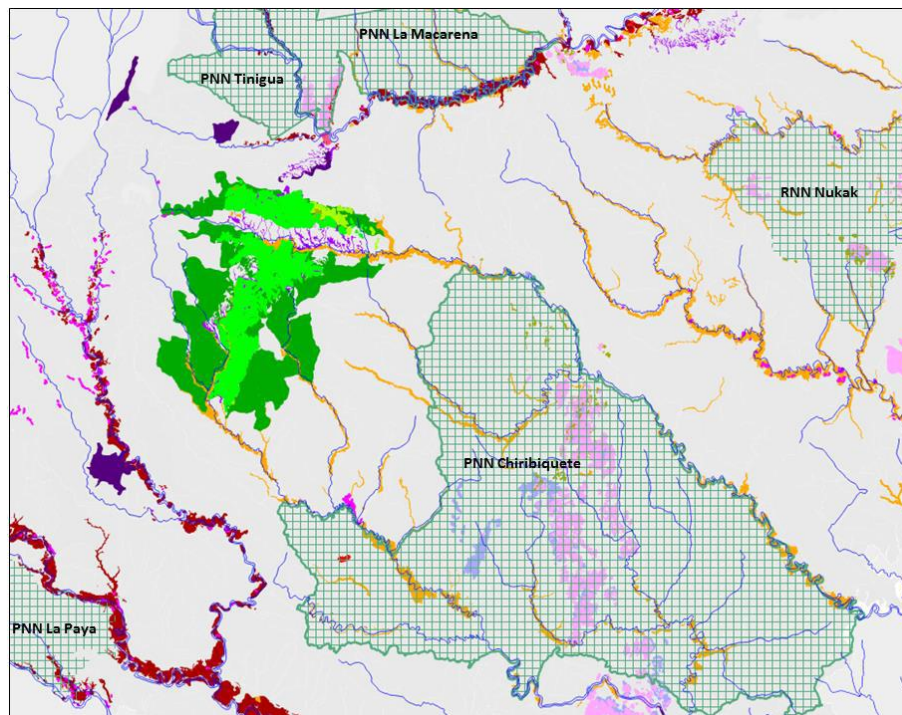 PNN La Macarena
PNN Tinigua
RNN Nukak
PNN Chiribiquete
PNN La Paya